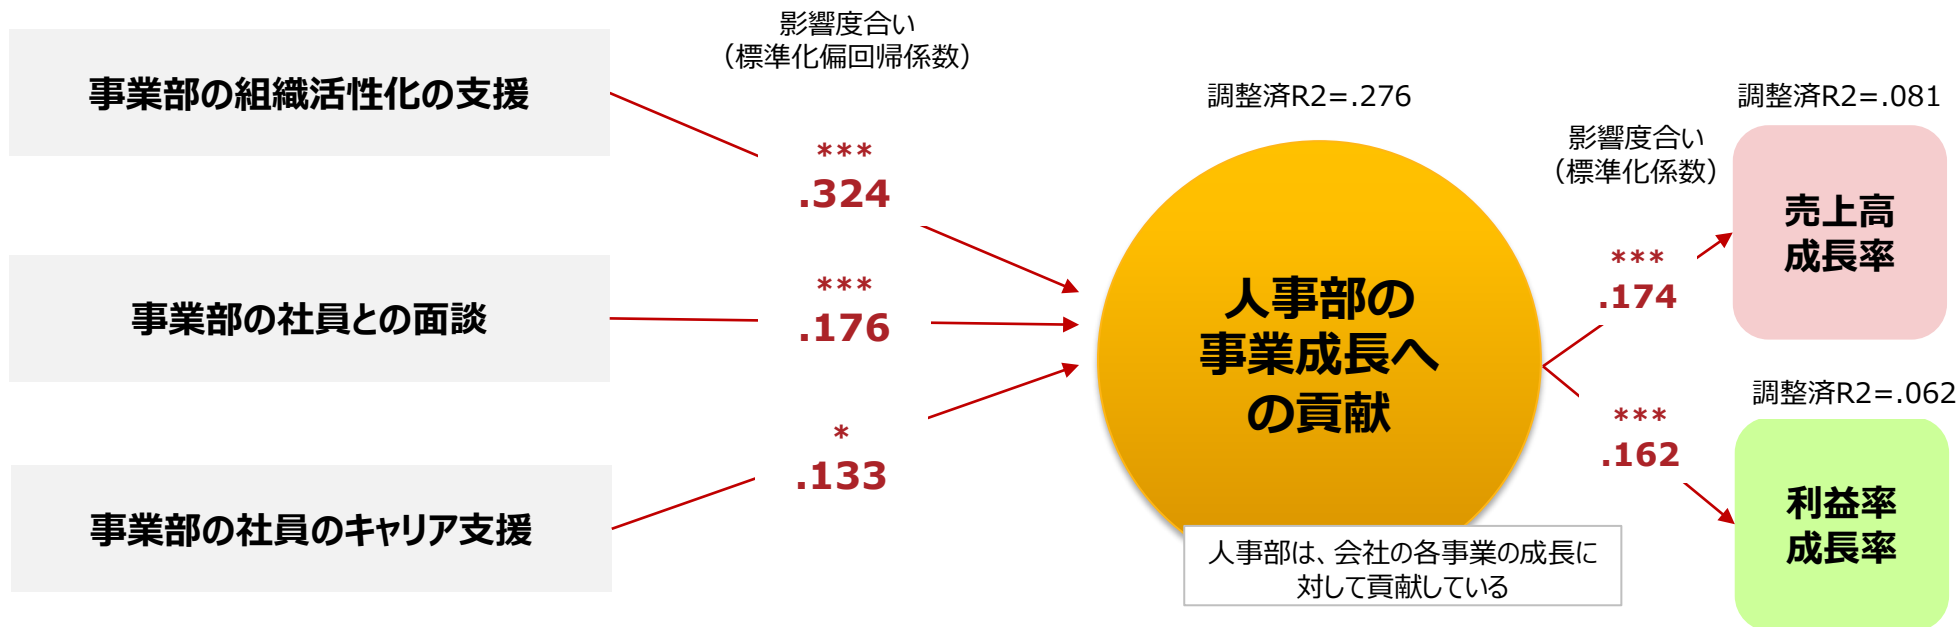 影響度合い
（標準化偏回帰係数）
事業部の組織活性化の支援
***
.324
事業部の社員との面談
***
.176
事業部の社員のキャリア支援
*
.133
調整済R2=.276
人事部の
事業成長へ
の貢献
人事部は、会社の各事業の成長に
対して貢献している
影響度合い
（標準化係数）
***
.174
調整済R2=.081
売上高
成長率
***
.162
調整済R2=.062
利益率
成長率